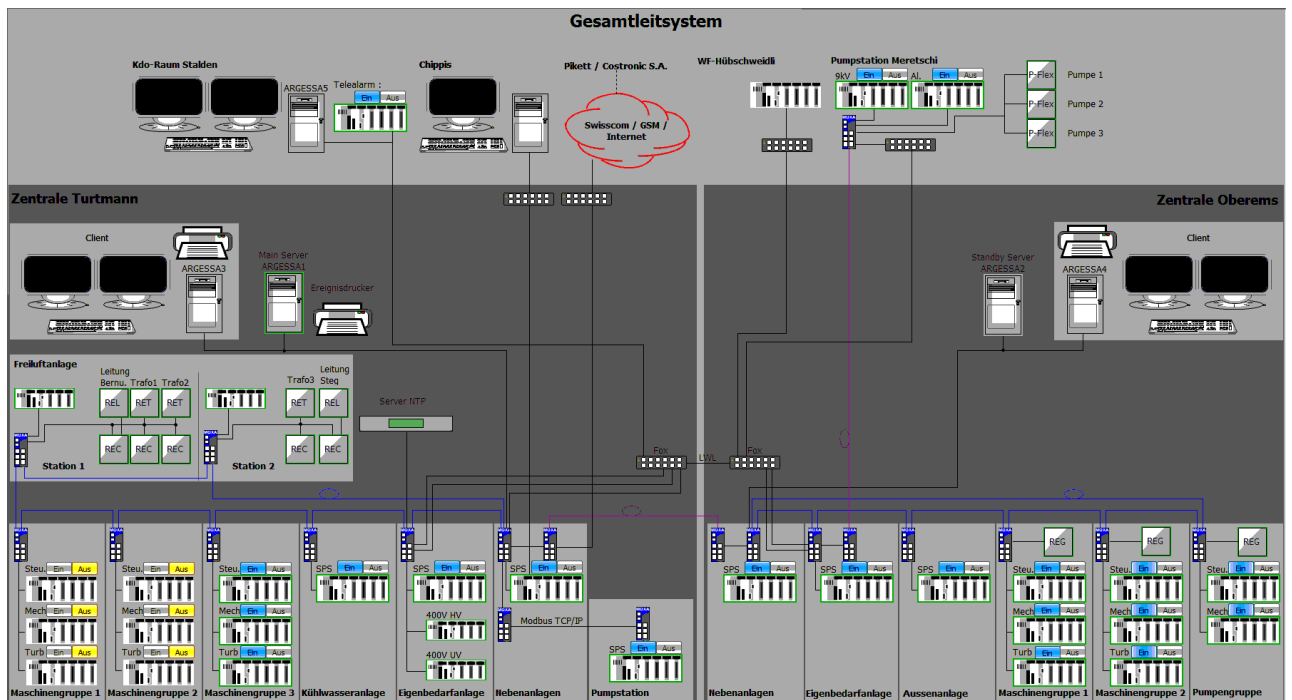 Gesamtleitsystem
Kdo-Raum Stalden
ARGESSA5
Telealarm :
Ein Aus
Chippis
Pikett / Costronic S.A.
Swisscom / GSM /
Internet
WF-Hübschweidli
Pumpstation Meretschi
9kV Ein Aus Al. Ein Aus
P-Flex Pumpe 1
P-Flex Pumpe 2
P-Flex Pumpe 3
Zentrale Turtmann
Zentrale Oberems
Client
ARGESSA3
Main Server
ARGESSA1
Ereignisdrucker
Standby Server
ARGESSA2
ARGESSA4
Client
Freiluftanlage
Leitung
Bernu. Trafo1 Trafo2
REL RET RET
REC REC REC
Station 1
Leitung
Trafo3 Steg
RET REL
REC REC
Station 2
Server NTP
Fox
LWL
Fox
Steu. Ein Aus
Mech Ein Aus
Turb Ein Aus
Maschinengruppe 1
Steu. Ein Aus
Mech Ein Aus
Turb Ein Aus
Maschinengruppe 2
Steu. Ein Aus
Mech Ein Aus
Turb Ein Aus
Maschinengruppe 3
SPS Ein Aus
Kühlwasseranlage
SPS Ein Aus
400V HV
400V UV
Eigenbedarfanlage
SPS Ein Aus
Modbus TCP/IP
Nebenanlagen
SPS Ein Aus
Pumpstation
SPS Ein Aus
Nebenanlagen
SPS Ein Aus
Eigenbedarfanlage
SPS Ein Aus
Aussenanlage
REG
Steu. Ein Aus
Mech Ein Aus
Turb Ein Aus
Maschinengruppe 1
REG
Steu. Ein Aus
Mech Ein Aus
Turb Ein Aus
Maschinengruppe 2
REG
Steu. Ein Aus
Mech Ein Aus
Pumpengruppe